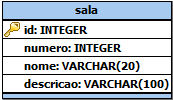 sala
id: INTEGER
numero: INTEGER
nome: VARCHAR(20)
descricao: VARCHAR(100)